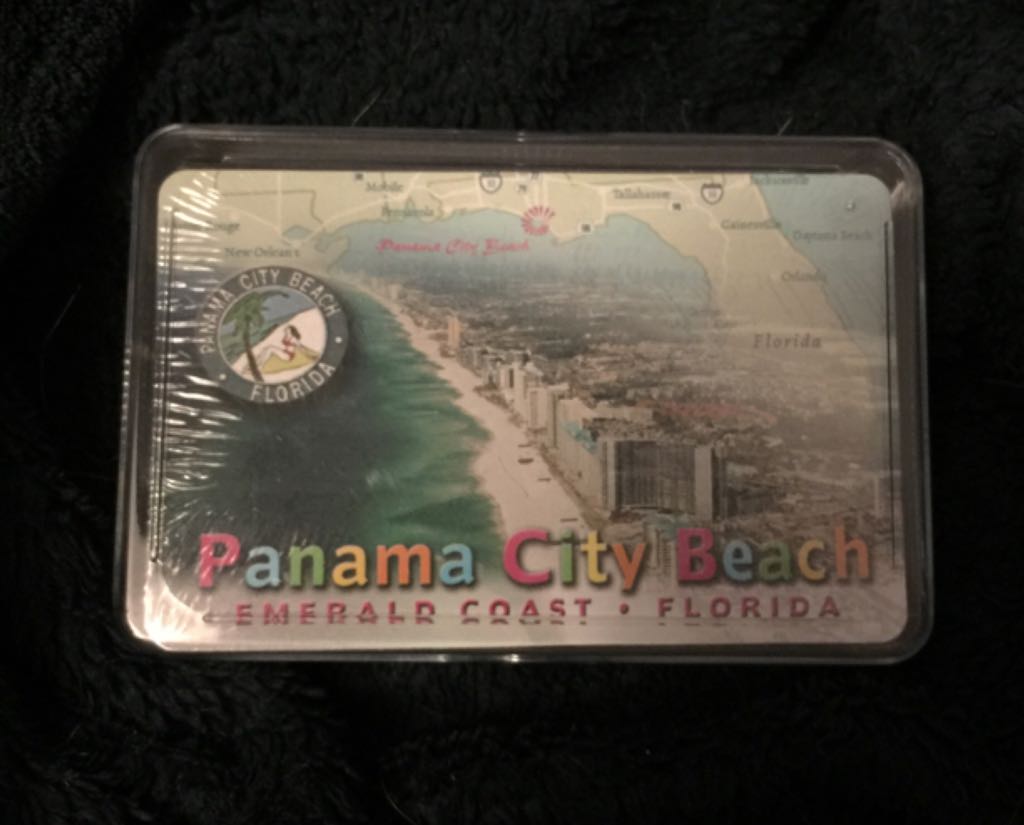 Mobile
Pensacola
Tallahassee
Jacksonville
Gainesville
Daytona Beach
New Orleans
Panama City Beach
Orlando
Florida
PANAMA CITY BEACH
• FLORIDA •
Panama City Beach
EMERALD COAST • FLORIDA